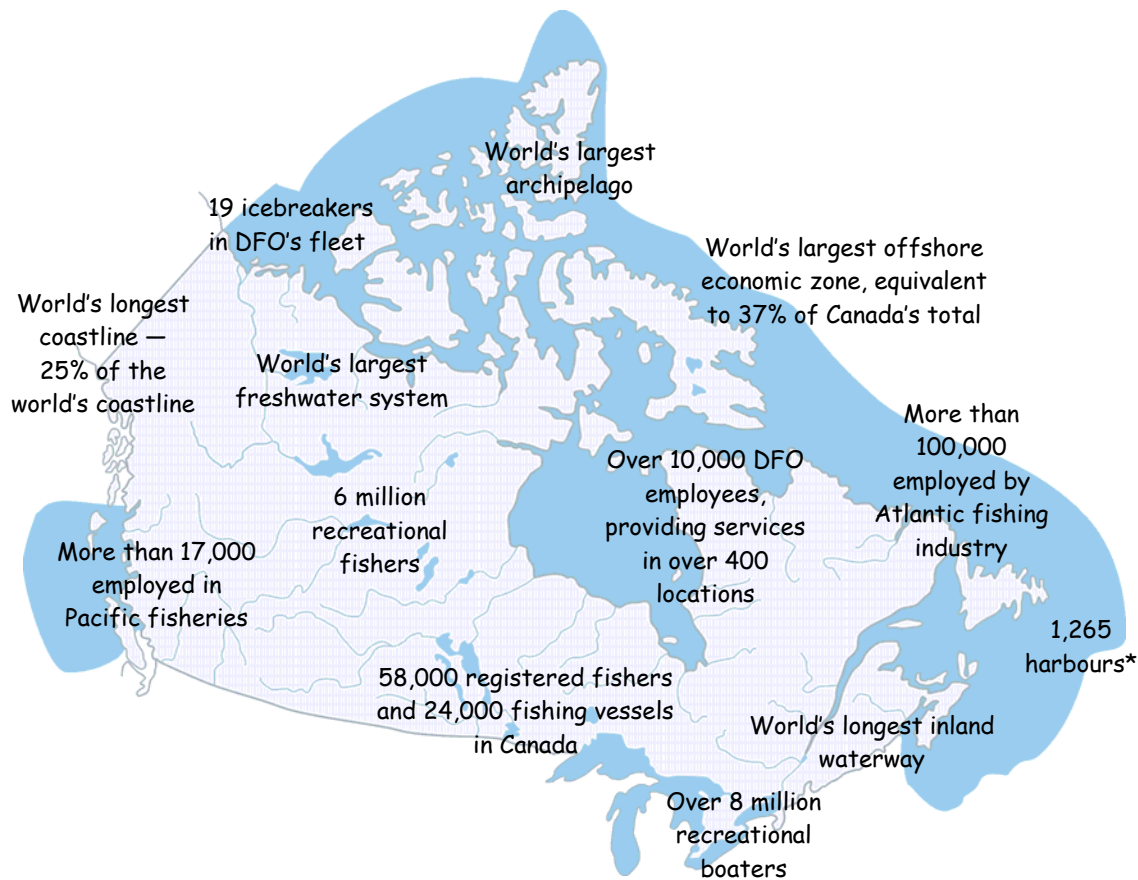 World's largest
archipelago
19 icebreakers
in DFO's fleet
World's largest offshore
economic zone, equivalent
to 37% of Canada's total
World's longest
coastline —
25% of the
world's coastline
World's largest
freshwater system
More than
100,000
employed by
Atlantic fishing
industry
Over 10,000 DFO
employees,
providing services
in over 400
locations
6 million
recreational
fishers
More than 17,000
employed in
Pacific fisheries
1,265
harbours*
58,000 registered fishers
and 24,000 fishing vessels
in Canada
World's longest inland
waterway
Over 8 million
recreational
boaters